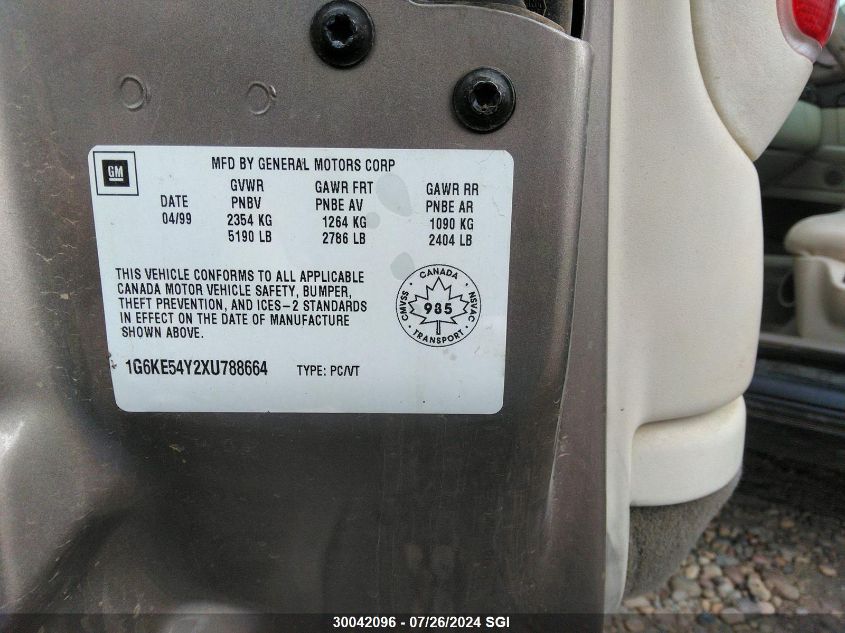 GM
MFD BY GENERAL MOTORS CORP
DATE
04/99
GVWR
PNBV
2354 KG
5190 LB
GAWR FRT
PNBE AV
1264 KG
2786 LB
GAWR RR
PNBE AR
1090 KG
2404 LB
THIS VEHICLE CONFORMS TO ALL APPLICABLE
CANADA MOTOR VEHICLE SAFETY, BUMPER,
THEFT PREVENTION, AND ICES-2 STANDARDS
IN EFFECT ON THE DATE OF MANUFACTURE
SHOWN ABOVE.
CANADA
CMVSS
985
NSVAC
TRANSPORT
1G6KE54Y2XU788664 TYPE: PC/VT
30042096 - 07/26/2024 SGI